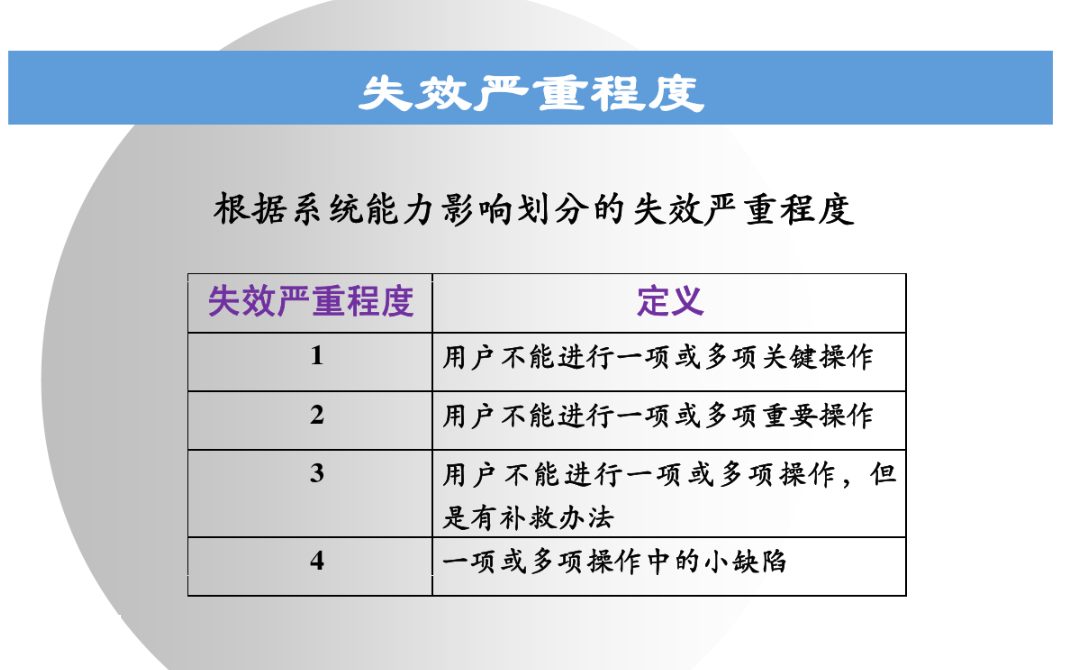 失效严重程度
根据系统能力影响划分的失效严重程度
失效严重程度 定义
1 用户不能进行一项或多项关键操作
2 用户不能进行一项或多项重要操作
3 用户不能进行一项或多项操作，但
是有补救办法
4 一项或多项操作中的小缺陷